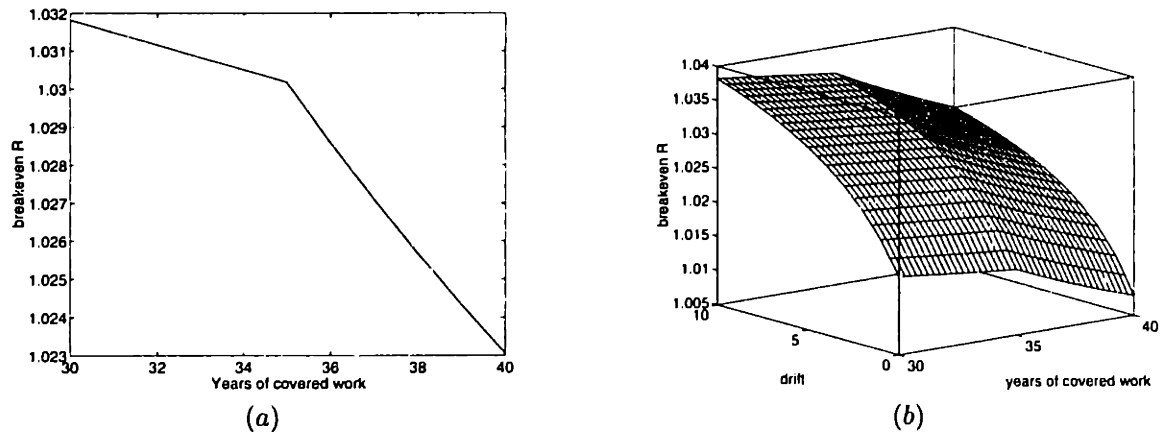 1.032
1.031
1.03
1.029
1.028
1.027
1.026
1.025
1.024
1.023
breakeven R
30 32 34 36 38 40
Years of covered work
(a)
1.04
1.035
1.03
1.025
1.02
1.015
1.01
1.005
breakeven R
10 5 0
drift
30 35 40
years of covered work
(b)